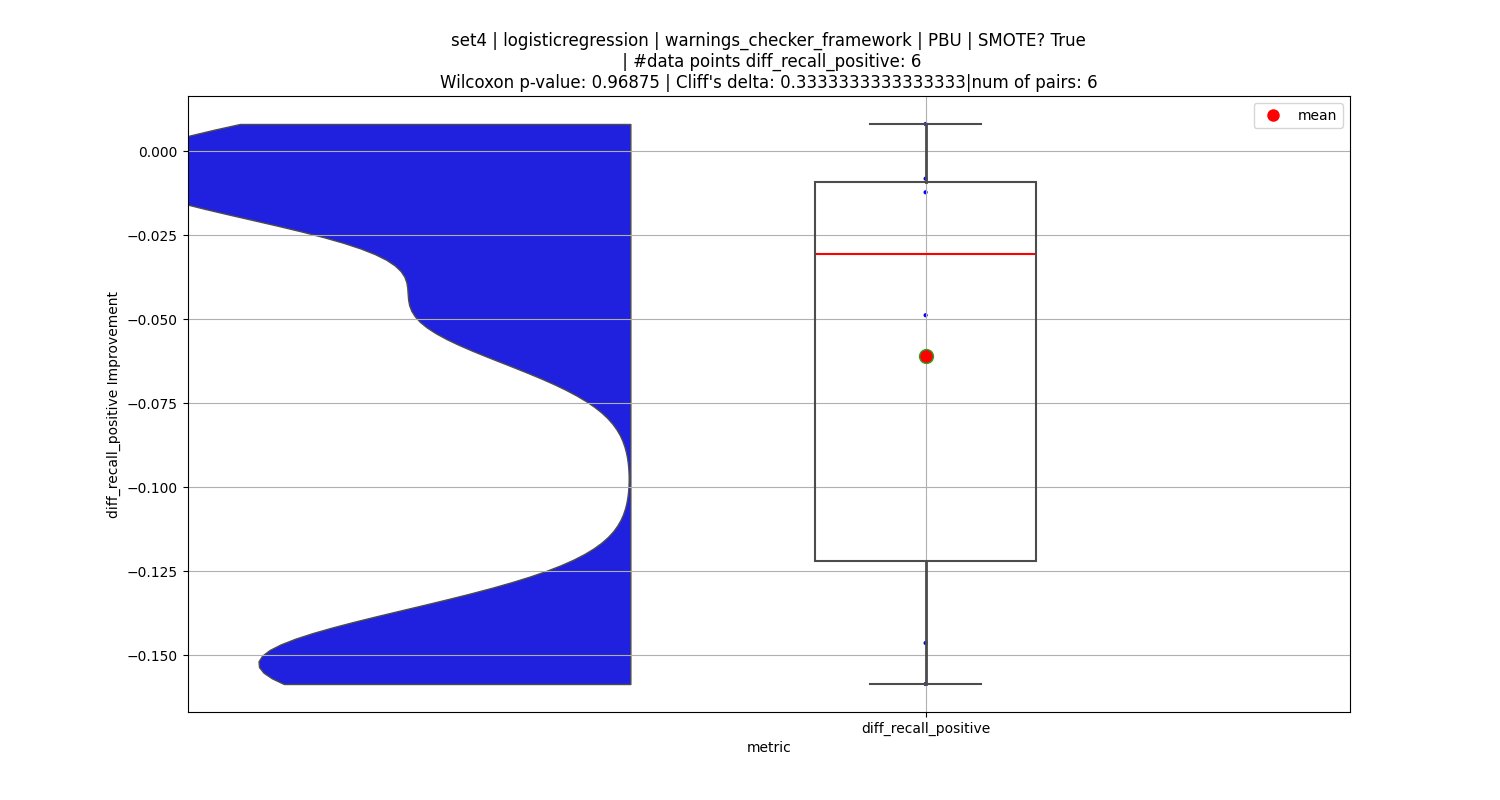 set4 | logisticregression | warnings_checker_framework | PBU | SMOTE? True
| #data points diff_recall_positive: 6
Wilcoxon p-value: 0.96875 | Cliff's delta: 0.3333333333333333|num of pairs: 6
mean
0.000
−0.025
−0.050
−0.075
−0.100
−0.125
−0.150
diff_recall_positive Improvement
diff_recall_positive
metric